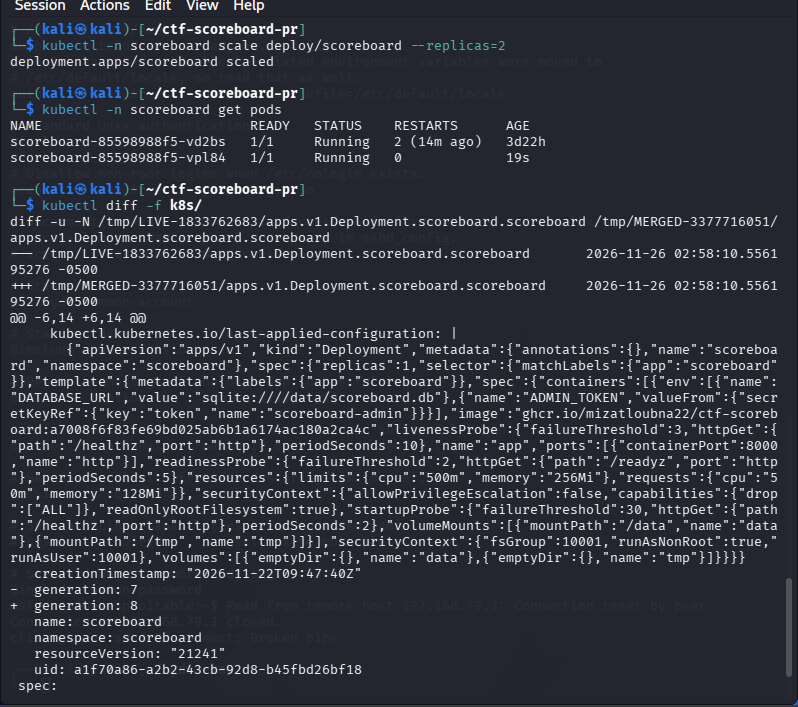 Session Actions Edit View Help
┌──(kali㉿kali)-[~/ctf-scoreboard-pr]
└─$ kubectl -n scoreboard scale deploy/scoreboard --replicas=2
deployment.apps/scoreboard scaled
┌──(kali㉿kali)-[~/ctf-scoreboard-pr]
└─$ kubectl -n scoreboard get pods
NAME READY STATUS RESTARTS AGE
scoreboard-85598988f5-vd2bs 1/1 Running 2 (14m ago) 3d22h
scoreboard-85598988f5-vpl84 1/1 Running 0 19s
┌──(kali㉿kali)-[~/ctf-scoreboard-pr]
└─$ kubectl diff -f k8s/
diff -u -N /tmp/LIVE-1833762683/apps.v1.Deployment.scoreboard.scoreboard /tmp/MERGED-3377716051/
apps.v1.Deployment.scoreboard.scoreboard
--- /tmp/LIVE-1833762683/apps.v1.Deployment.scoreboard.scoreboard 2026-11-26 02:58:10.5561
95276 -0500
+++ /tmp/MERGED-3377716051/apps.v1.Deployment.scoreboard.scoreboard 2026-11-26 02:58:10.5561
95276 -0500
@@ -6,14 +6,14 @@
kubectl.kubernetes.io/last-applied-configuration: |
{"apiVersion":"apps/v1","kind":"Deployment","metadata":{"annotations":{},"name":"scoreboa
rd","namespace":"scoreboard"},"spec":{"replicas":1,"selector":{"matchLabels":{"app":"scoreboard"
}},"template":{"metadata":{"labels":{"app":"scoreboard"}},"spec":{"containers":[{"env":[{"name":
"DATABASE_URL","value":"sqlite:////data/scoreboard.db"},{"name":"ADMIN_TOKEN","valueFrom":{"secr
etKeyRef":{"key":"token","name":"scoreboard-admin"}}}],"image":"ghcr.io/mizatloubna22/ctf-scoreb
oard:a7008f6f83fe69bd025ab6b1a6174ac180a2ca4c","livenessProbe":{"failureThreshold":3,"httpGet":{
"path":"/healthz","port":"http"},"periodSeconds":10},"name":"app","ports":[{"containerPort":8000
,"name":"http"}],"readinessProbe":{"failureThreshold":2,"httpGet":{"path":"/readyz","port":"http"
},"periodSeconds":5},"resources":{"limits":{"cpu":"500m","memory":"256Mi"},"requests":{"cpu":"5
0m","memory":"128Mi"}},"securityContext":{"allowPrivilegeEscalation":false,"capabilities":{"drop
":["ALL"]},"readOnlyRootFilesystem":true},"startupProbe":{"failureThreshold":30,"httpGet":{"path
":"/healthz","port":"http"},"periodSeconds":2},"volumeMounts":[{"mountPath":"/data","name":"data
"},{"mountPath":"/tmp","name":"tmp"}]}],"securityContext":{"fsGroup":10001,"runAsNonRoot":true,"
runAsUser":10001},"volumes":[{"emptyDir":{},"name":"data"},{"emptyDir":{},"name":"tmp"}]}}}}
creationTimestamp: "2026-11-22T09:47:40Z"
- generation: 7
+ generation: 8
name: scoreboard
namespace: scoreboard
resourceVersion: "21241"
uid: a1f70a86-a2b2-43cb-92d8-b45fbd26bf18
spec: